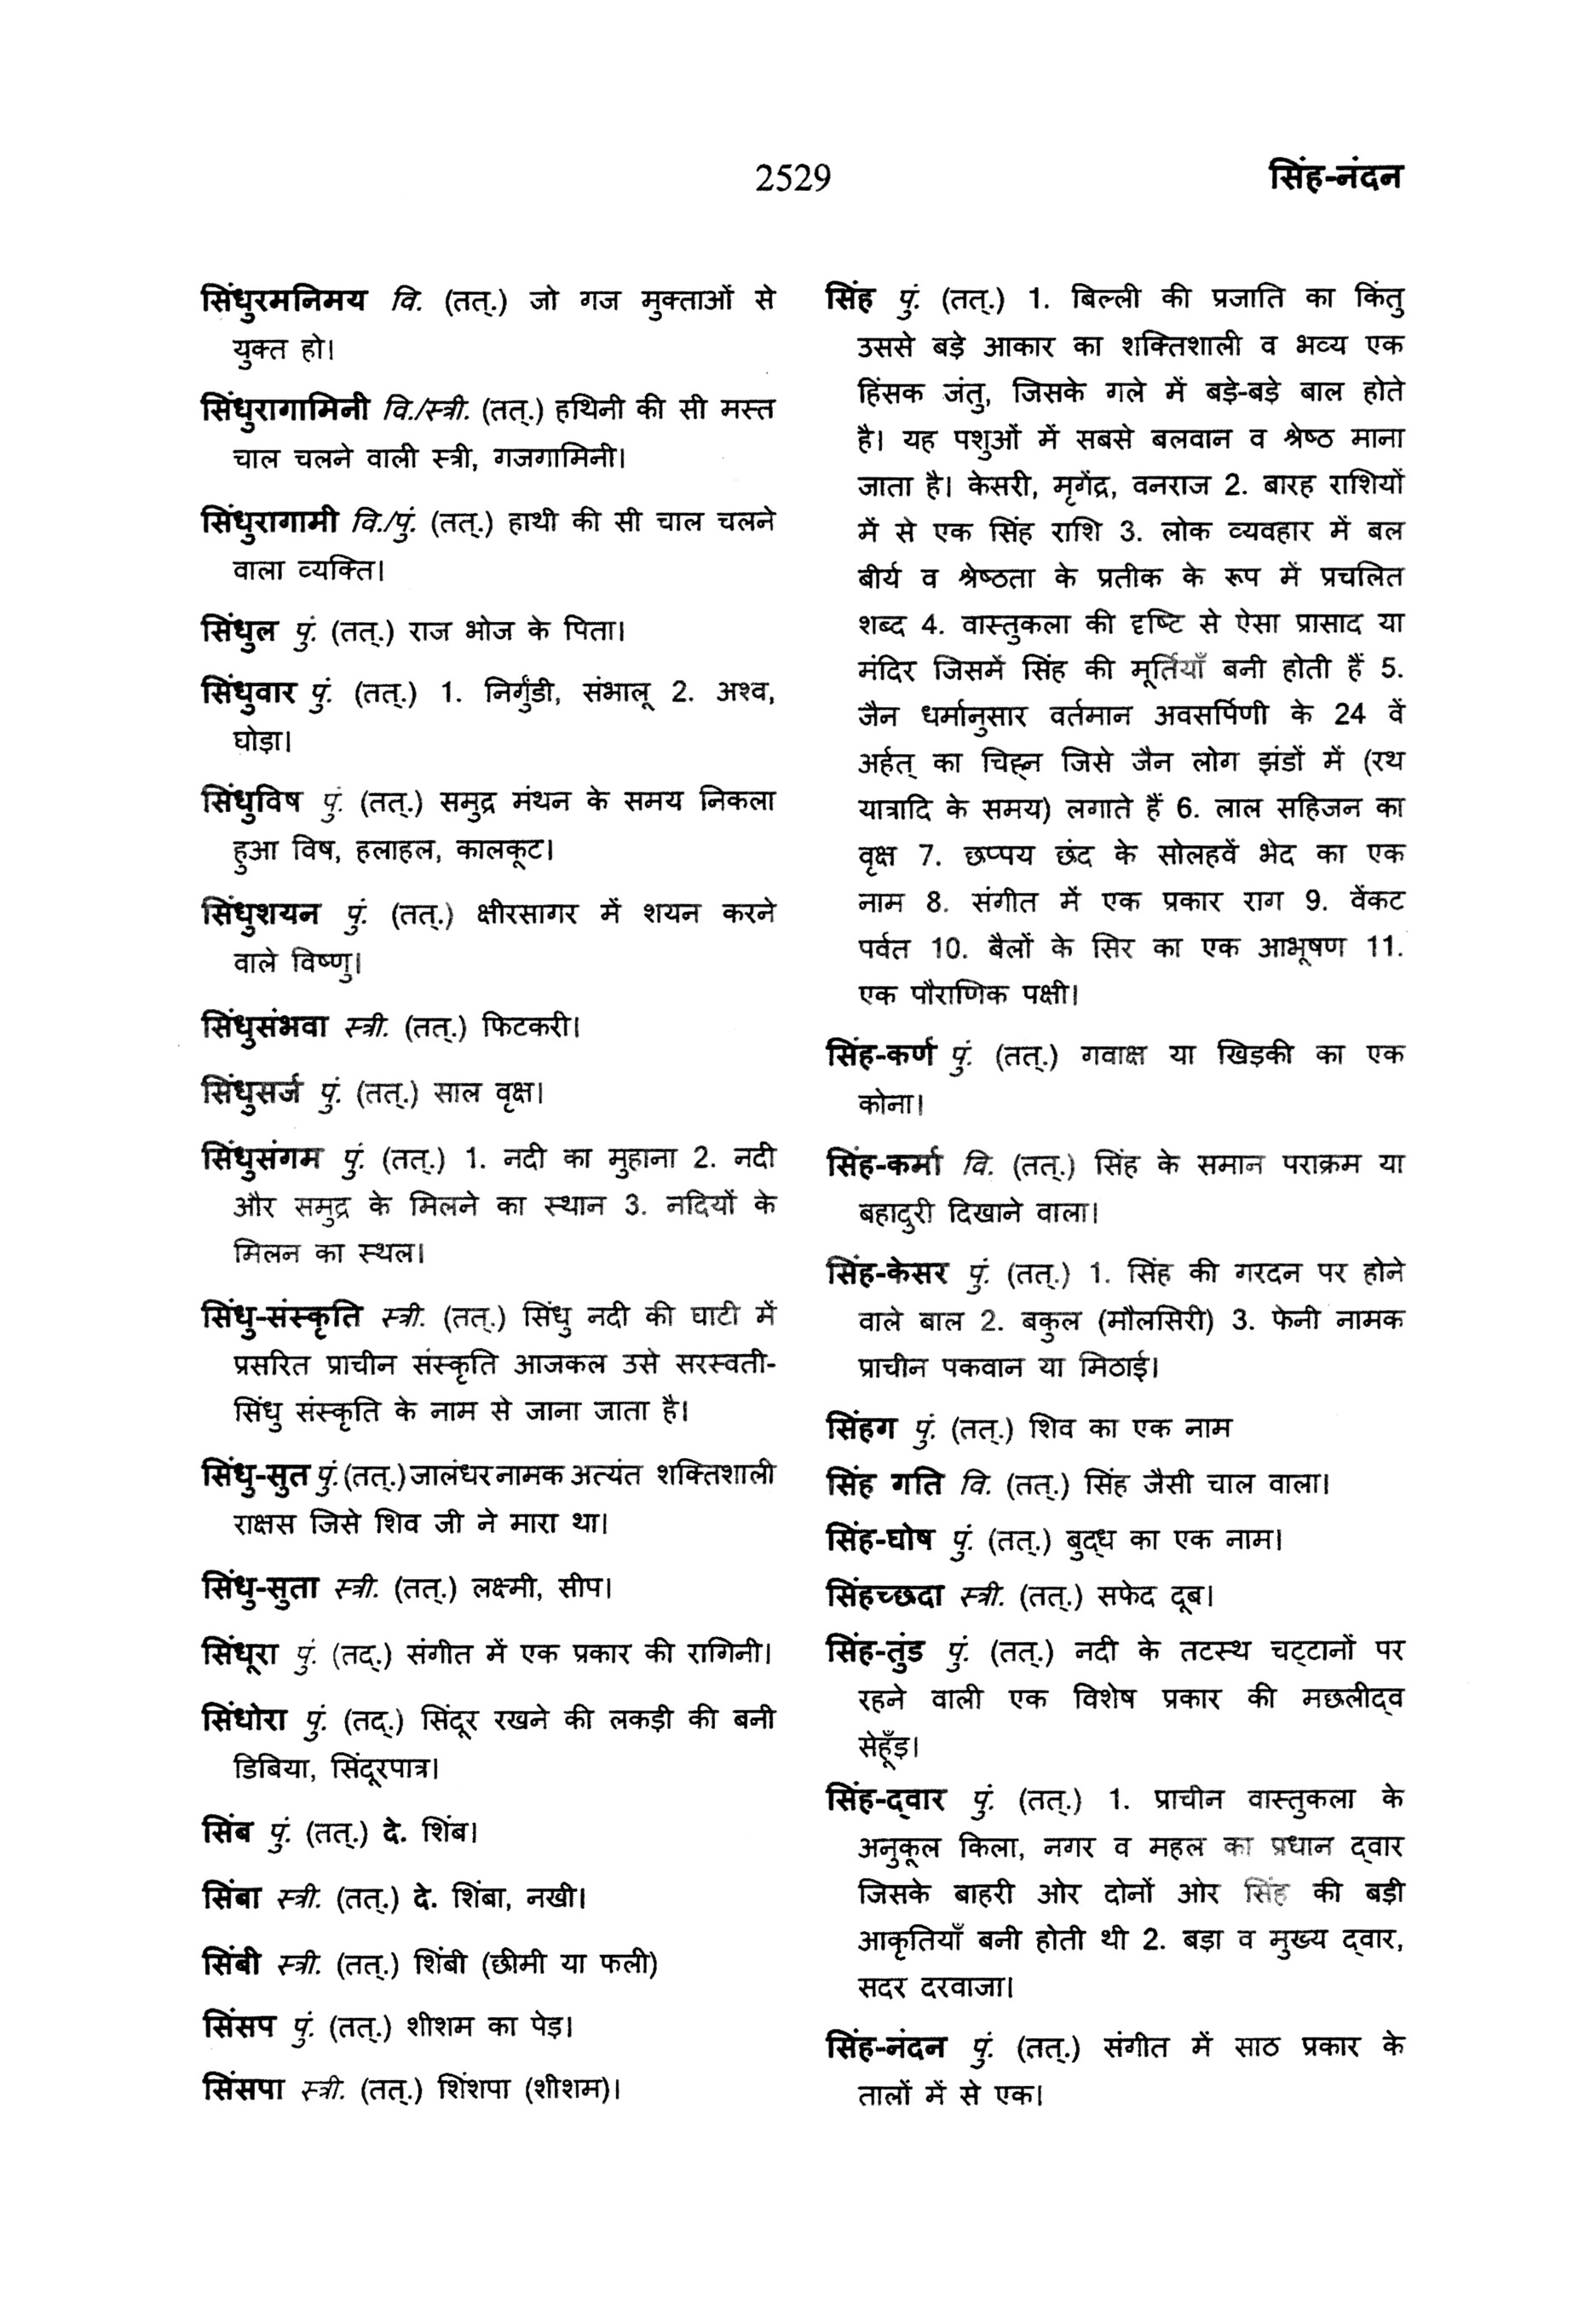 2529
सिंह-नंदन
सिंधुरमनिमय वि. (तत्.) जो गज मुक्ताओं से
युक्त हो।
सिंधुरागामिनी वि./स्त्री. (तत्.) हथिनी की सी मस्त
चाल चलने वाली स्त्री, गजगामिनी।
सिंधुरागामी वि./पुं. (तत्.) हाथी की सी चाल चलने
वाला व्यक्ति।
सिंधुल पुं. (तत्.) राज भोज के पिता।
सिंधुवार पुं. (तत्.) 1. निर्गुंडी, संभालू 2. अश्व,
घोड़ा।
सिंधुविष पुं. (तत्.) समुद्र मंथन के समय निकला
हुआ विष, हलाहल, कालकूट।
सिंधुशयन पुं. (तत्.) क्षीरसागर में शयन करने
वाले विष्णु।
सिंधुसंभवा स्त्री. (तत्.) फिटकरी।
सिंधुसर्ज पुं. (तत्.) साल वृक्ष।
सिंधुसंगम पुं. (तत्.) 1. नदी का मुहाना 2. नदी
और समुद्र के मिलने का स्थान 3. नदियों के
मिलन का स्थल।
सिंधु-संस्कृति स्त्री. (तत्.) सिंधु नदी की घाटी में
प्रसरित प्राचीन संस्कृति आजकल उसे सरस्वती-
सिंधु संस्कृति के नाम से जाना जाता है।
सिंधु-सुत पुं. (तत्.) जालंधर नामक अत्यंत शक्तिशाली
राक्षस जिसे शिव जी ने मारा था।
सिंधु-सुता स्त्री. (तत्.) लक्ष्मी, सीप।
सिंधूरा पुं. (तद्.) संगीत में एक प्रकार की रागिनी।
सिंधोरा पुं. (तद्.) सिंदूर रखने की लकड़ी की बनी
डिबिया, सिंदूरपात्र।
सिंब पुं. (तत्.) दे. शिंब।
सिंबा स्त्री. (तत्.) दे. शिंबा, नखी।
सिंबी स्त्री. (तत्.) शिंबी (छीमी या फली)
सिंसप पुं. (तत्.) शीशम का पेड़।
सिंसपा स्त्री. (तत्.) शिंशपा (शीशम)।
सिंह पुं. (तत्.) 1. बिल्ली की प्रजाति का किंतु
उससे बड़े आकार का शक्तिशाली व भव्य एक
हिंसक जंतु, जिसके गले में बड़े-बड़े बाल होते
है। यह पशुओं में सबसे बलवान व श्रेष्ठ माना
जाता है। केसरी, मृगेंद्र, वनराज 2. बारह राशियों
में से एक सिंह राशि 3. लोक व्यवहार में बल
बीर्य व श्रेष्ठता के प्रतीक के रूप में प्रचलित
शब्द 4. वास्तुकला की दृष्टि से ऐसा प्रासाद या
मंदिर जिसमें सिंह की मूर्तियाँ बनी होती हैं 5.
जैन धर्मानुसार वर्तमान अवसर्पिणी के 24 वें
अर्हत् का चिह्न जिसे जैन लोग झंडों में (रथ
यात्रादि के समय) लगाते हैं 6. लाल सहिजन का
वृक्ष 7. छप्पय छंद के सोलहवें भेद का एक
नाम 8. संगीत में एक प्रकार राग 9. वेंकट
पर्वत 10. बैलों के सिर का एक आभूषण 11.
एक पौराणिक पक्षी।
सिंह-कर्ण पुं. (तत्.) गवाक्ष या खिड़की का एक
कोना।
सिंह-कर्मा वि. (तत्.) सिंह के समान पराक्रम या
बहादुरी दिखाने वाला।
सिंह-केसर पुं. (तत्.) 1. सिंह की गरदन पर होने
वाले बाल 2. बकुल (मौलसिरी) 3. फेनी नामक
प्राचीन पकवान या मिठाई।
सिंहग पुं. (तत्.) शिव का एक नाम
सिंह गति वि. (तत्.) सिंह जैसी चाल वाला।
सिंह-घोष पुं. (तत्.) बुद्ध का एक नाम।
सिंहच्छदा स्त्री. (तत्.) सफेद दूब।
सिंह-तुंड पुं. (तत्.) नदी के तटस्थ चट्टानों पर
रहने वाली एक विशेष प्रकार की मछलीद्व
सेहूँड़।
सिंह-द्वार पुं. (तत्.) 1. प्राचीन वास्तुकला के
अनुकूल किला, नगर व महल का प्रधान द्वार
जिसके बाहरी ओर दोनों ओर सिंह की बड़ी
आकृतियाँ बनी होती थी 2. बड़ा व मुख्य द्वार,
सदर दरवाजा।
सिंह-नंदन पुं. (तत्.) संगीत में साठ प्रकार के
तालों में से एक।